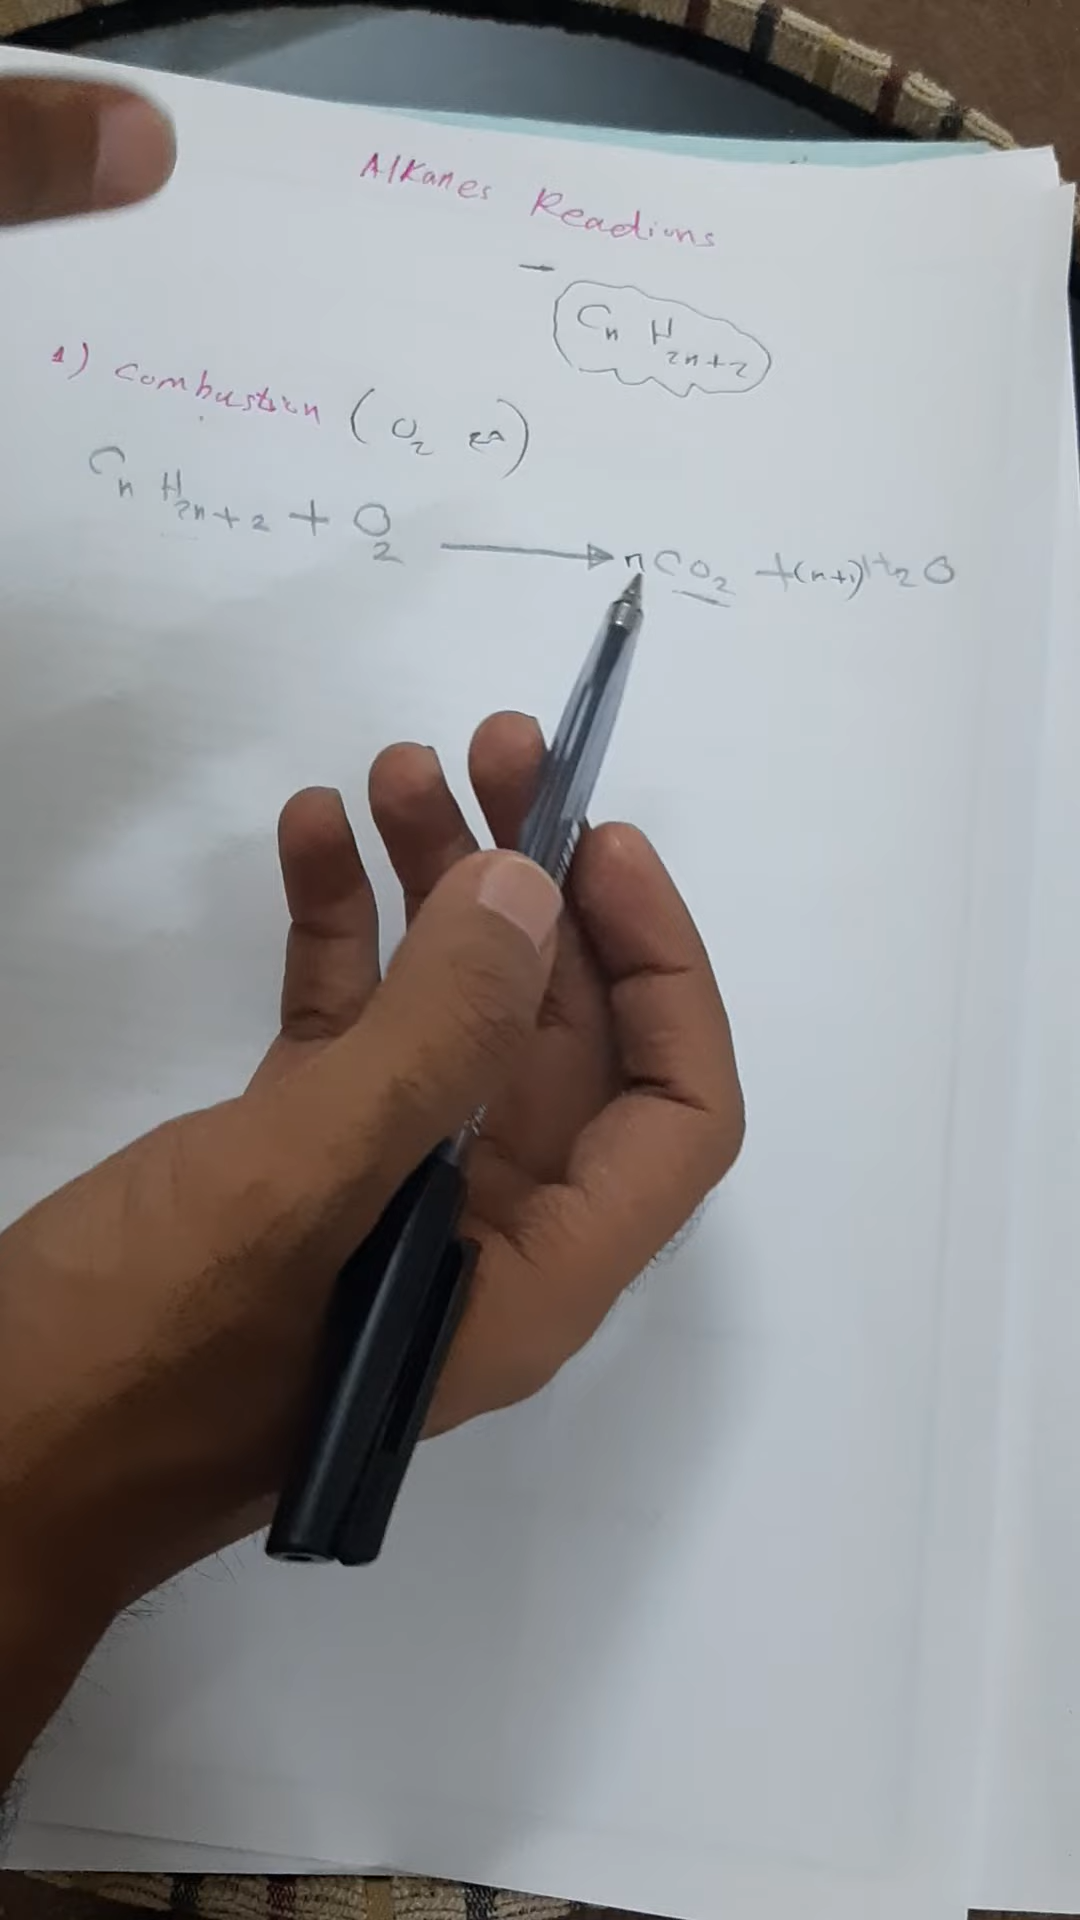 Alkanes Reactions
CnH2n+2
1) Combustion (O2
CnH2n+2 + O2 → nCO2 + (n+1)H2O